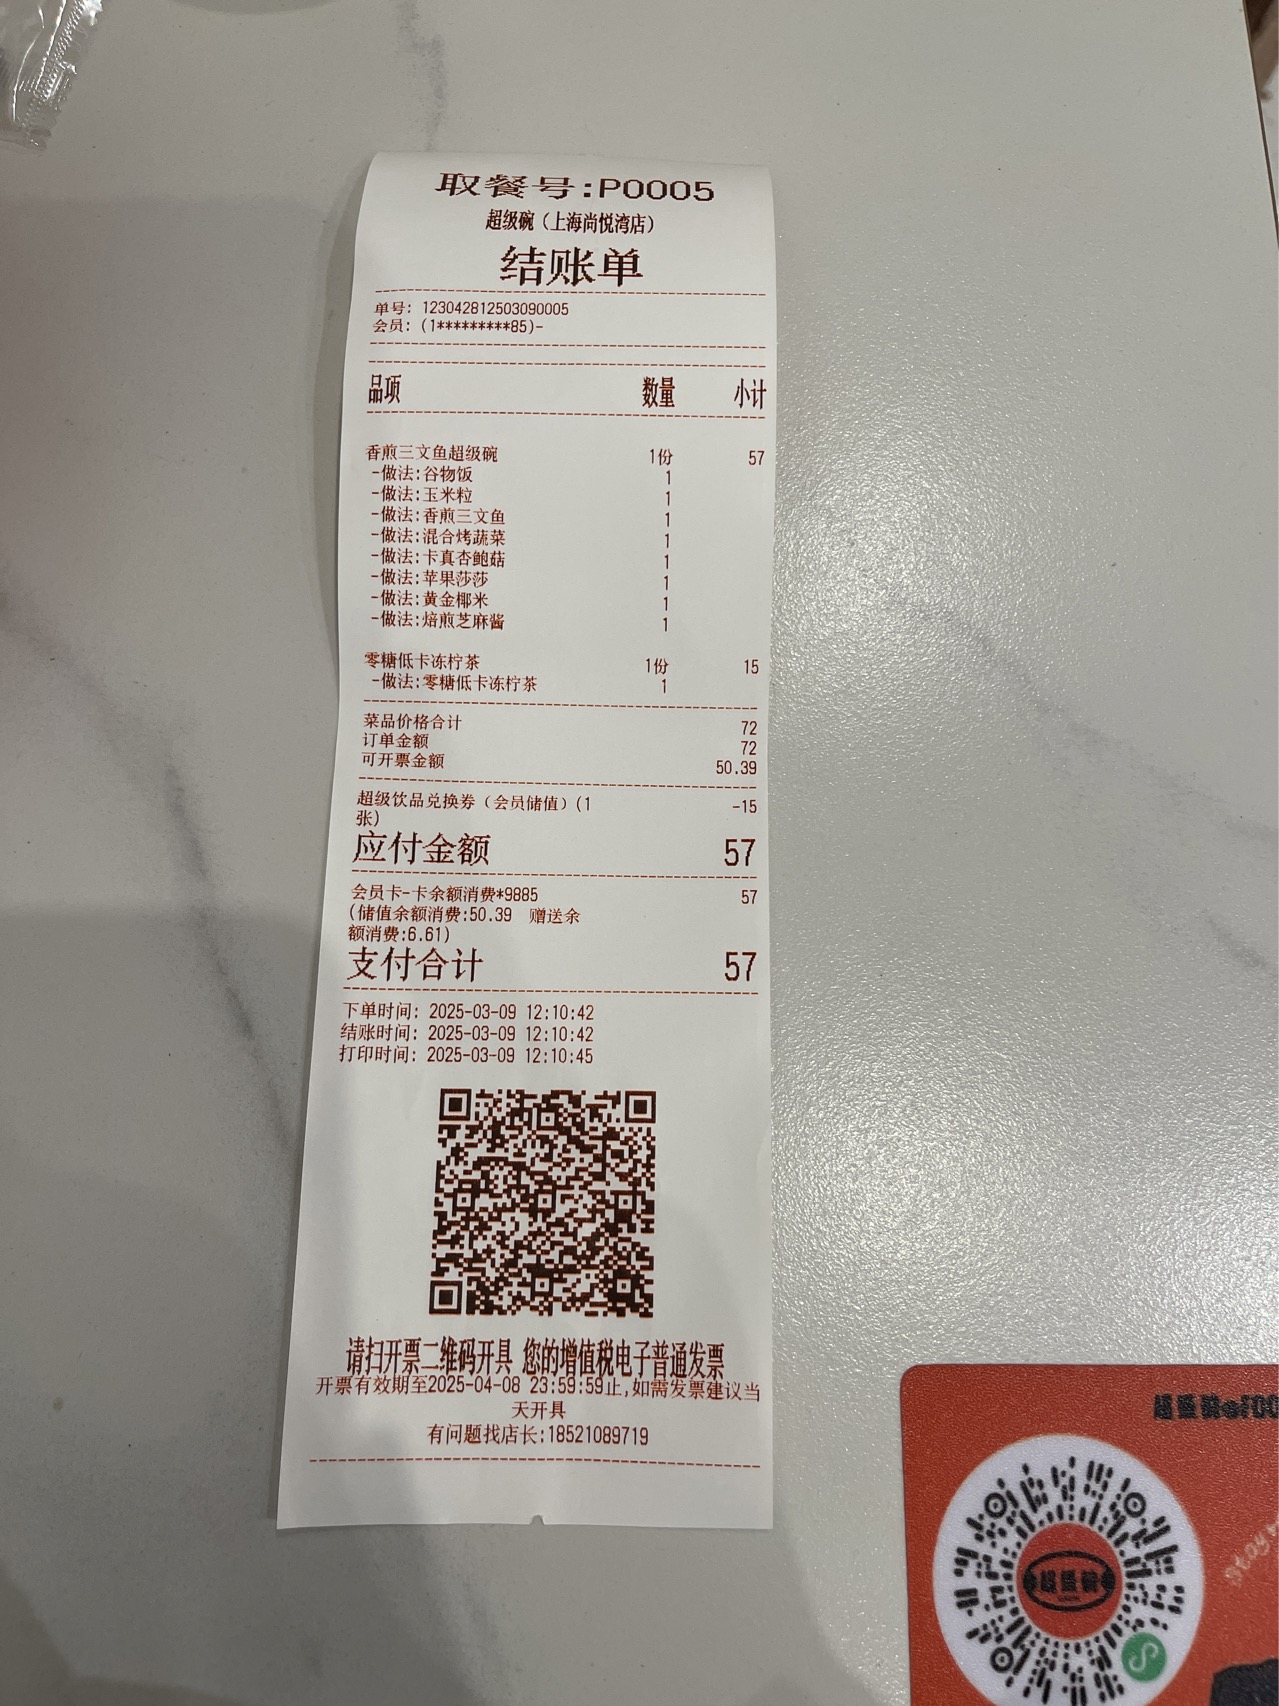 取餐号:P0005
超级碗（上海尚悦湾店）
结账单
单号: 123042812503090005
会员: (1*********85)-
品项 数量 小计
香煎三文鱼超级碗 1份 57
-做法:谷物饭 1
-做法:玉米粒 1
-做法:香煎三文鱼 1
-做法:混合烤蔬菜 1
-做法:卡真杏鲍菇 1
-做法:苹果莎莎 1
-做法:黄金椰米 1
-做法:焙煎芝麻酱 1
零糖低卡冻柠茶 1份 15
-做法:零糖低卡冻柠茶 1
菜品价格合计 72
订单金额 72
可开票金额 50.39
超级饮品兑换券（会员储值）(1 -15
张)
应付金额 57
会员卡-卡余额消费*9885 57
(储值余额消费:50.39 赠送余
额消费:6.61)
支付合计 57
下单时间: 2025-03-09 12:10:42
结账时间: 2025-03-09 12:10:42
打印时间: 2025-03-09 12:10:45
请扫开票二维码开具 您的增值税电子普通发票
开票有效期至2025-04-08 23:59:59止,如需发票建议当
天开具
有问题找店长:18521089719
超级碗
超级碗